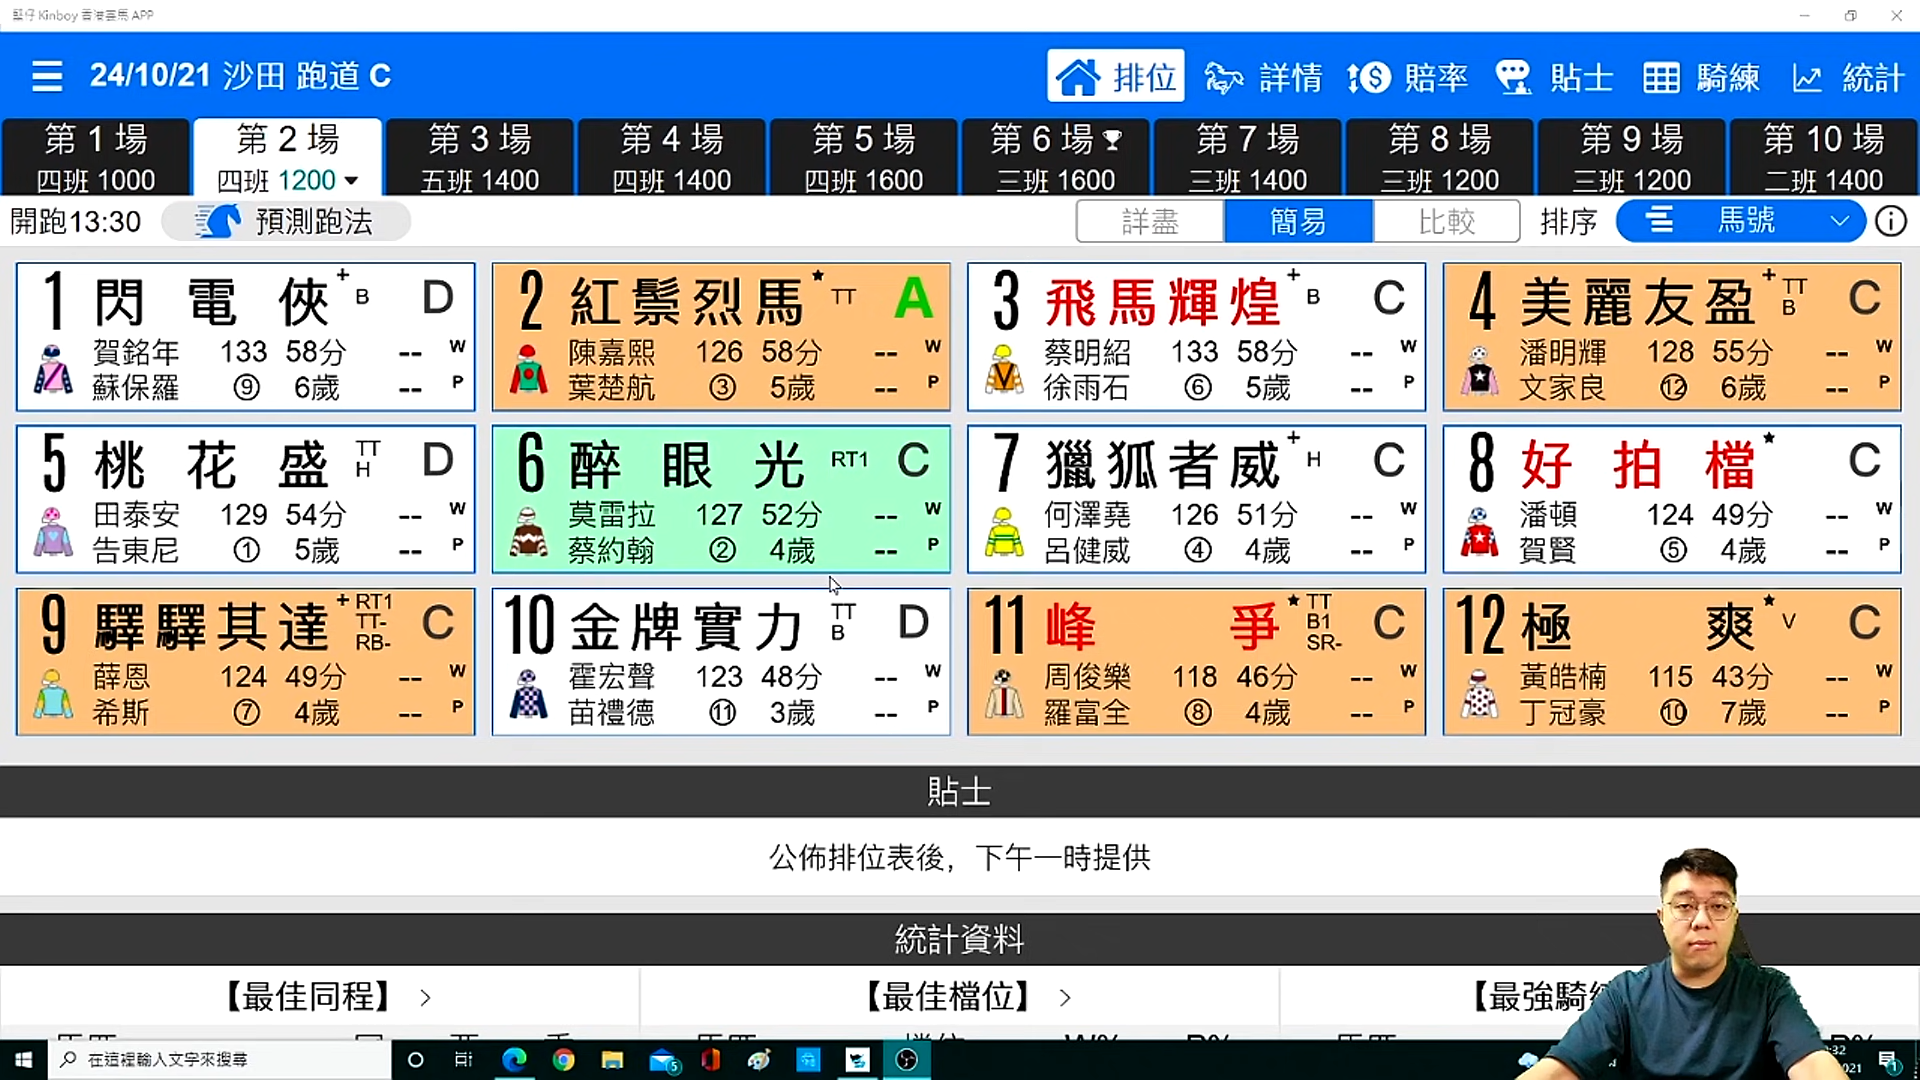 堅仔 Kinboy 香港賽馬 APP
24/10/21 沙田 跑道 C
排位 詳情 賠率 貼士 騎練 統計
第 1 場 第 2 場 第 3 場 第 4 場 第 5 場 第 6 場 第 7 場 第 8 場 第 9 場 第 10 場
四班 1000 四班 1200 五班 1400 四班 1400 四班 1600 三班 1600 三班 1400 三班 1200 三班 1200 二班 1400
開跑13:30 預測跑法 詳盡 簡易 比較 排序 馬號
1 閃電俠 + B D
賀銘年 133 58分 -- W
蘇保羅 ⑨ 6歲 -- P
2 紅鬃烈馬 ★ TT A
陳嘉熙 126 58分 -- W
葉楚航 ③ 5歲 -- P
3 飛馬輝煌 + B C
蔡明紹 133 58分 -- W
徐雨石 ⑥ 5歲 -- P
4 美麗友盈 + TT B C
潘明輝 128 55分 -- W
文家良 ⑫ 6歲 -- P
5 桃花盛 TT H D
田泰安 129 54分 -- W
告東尼 ① 5歲 -- P
6 醉眼光 RT1 C
莫雷拉 127 52分 -- W
蔡約翰 ② 4歲 -- P
7 獵狐者威 + H C
何澤堯 126 51分 -- W
呂健威 ④ 4歲 -- P
8 好拍檔 ★ C
潘頓 124 49分 -- W
賀賢 ⑤ 4歲 -- P
9 驛驛其達 + RT1 TT- RB- C
薛恩 124 49分 -- W
希斯 ⑦ 4歲 -- P
10 金牌實力 TT B D
霍宏聲 123 48分 -- W
苗禮德 ⑪ 3歲 -- P
11 峰爭 ★ TT B1 SR- C
周俊樂 118 46分 -- W
羅富全 ⑧ 4歲 -- P
12 極爽 ★ V C
黃皓楠 115 43分 -- W
丁冠豪 ⑩ 7歲 -- P
貼士
公佈排位表後，下午一時提供
統計資料
【最佳同程】 【最佳檔位】 【最強騎
在這裡輸入文字來搜尋